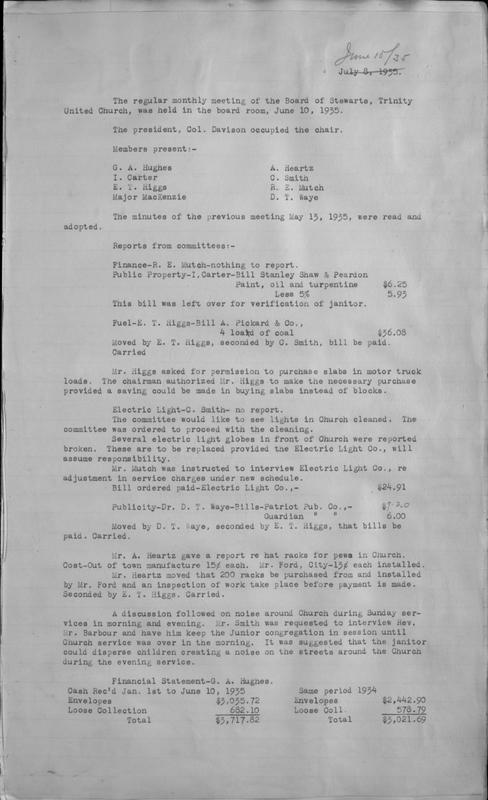 June 10/35
July 8, 1935.
The regular monthly meeting of the Board of Stewarts, Trinity
United Church, was held in the board room, June 10, 1935.
The president, Col. Davison occupied the chair.
Members present:-
G. A. Hughes A. Heartz
I. Carter C. Smith
E. T. Higgs R. E. Mutch
Major MacKenzie D. T. Waye
The minutes of the previous meeting May 13, 1935, were read and
adopted.
Reports from committees:-
Finance-R. E. Mutch-nothing to report.
Public Property-I,Carter-Bill Stanley Shaw & Peardon
Paint, oil and turpentine $6.25
Less 5% 5.93
This bill was left over for verification of janitor.
Fuel-E. T. Higgs-Bill A. Pickard & Co.,
4 load of coal $36.08
Moved by E. T. Higgs, seconded by C. Smith, bill be paid.
Carried
Mr. Higgs asked for permission to purchase slabs in motor truck
loads. The chairman authorized Mr. Higgs to make the necessary purchase
provided a saving could be made in buying slabs instead of blocks.
Electric Light-C. Smith- no report.
The committee would like to see lights in Church cleaned. The
committee was ordered to proceed with the cleaning.
Several electric light globes in front of Church were reported
broken. These are to be replaced provided the Electric Light Co., will
assume responsibility.
Mr. Mutch was instructed to interview Electric Light Co., re
adjustment in service charges under new schedule.
Bill ordered paid-Electric Light Co.,- $24.91
Publicity-Dr. D. T. Waye-Bills-Patriot Pub. Co.,- $7.20
Guardian " " 6.00
Moved by D. T. Waye, seconded by E. T. Higgs, that bills be
paid. Carried.
Mr. A. Heartz gave a report re hat racks for pews in Church.
Cost-Out of town manufacture 15¢ each. Mr. Ford, City-13¢ each installed.
Mr. Heartz moved that 200 racks be purchased from and installed
by Mr. Ford and an inspection of work take place before payment is made.
Seconded by E. T. Higgs. Carried.
A discussion followed on noise around Church during Sunday ser-
vices in morning and evening. Mr. Smith was requested to interview Rev.
Mr. Barbour and have him keep the Junior congregation in session until
Church service was over in the morning. It was suggested that the janitor
could disperse children creating a noise on the streets around the Church
during the evening service.
Financial Statement-G. A. Hughes.
Cash Rec'd Jan. 1st to June 10, 1935 Same period 1934
Envelopes $3,035.72 Envelopes $2,442.90
Loose Collection 682.10 Loose Coll. 578.79
Total $3,717.82 Total $3,021.69